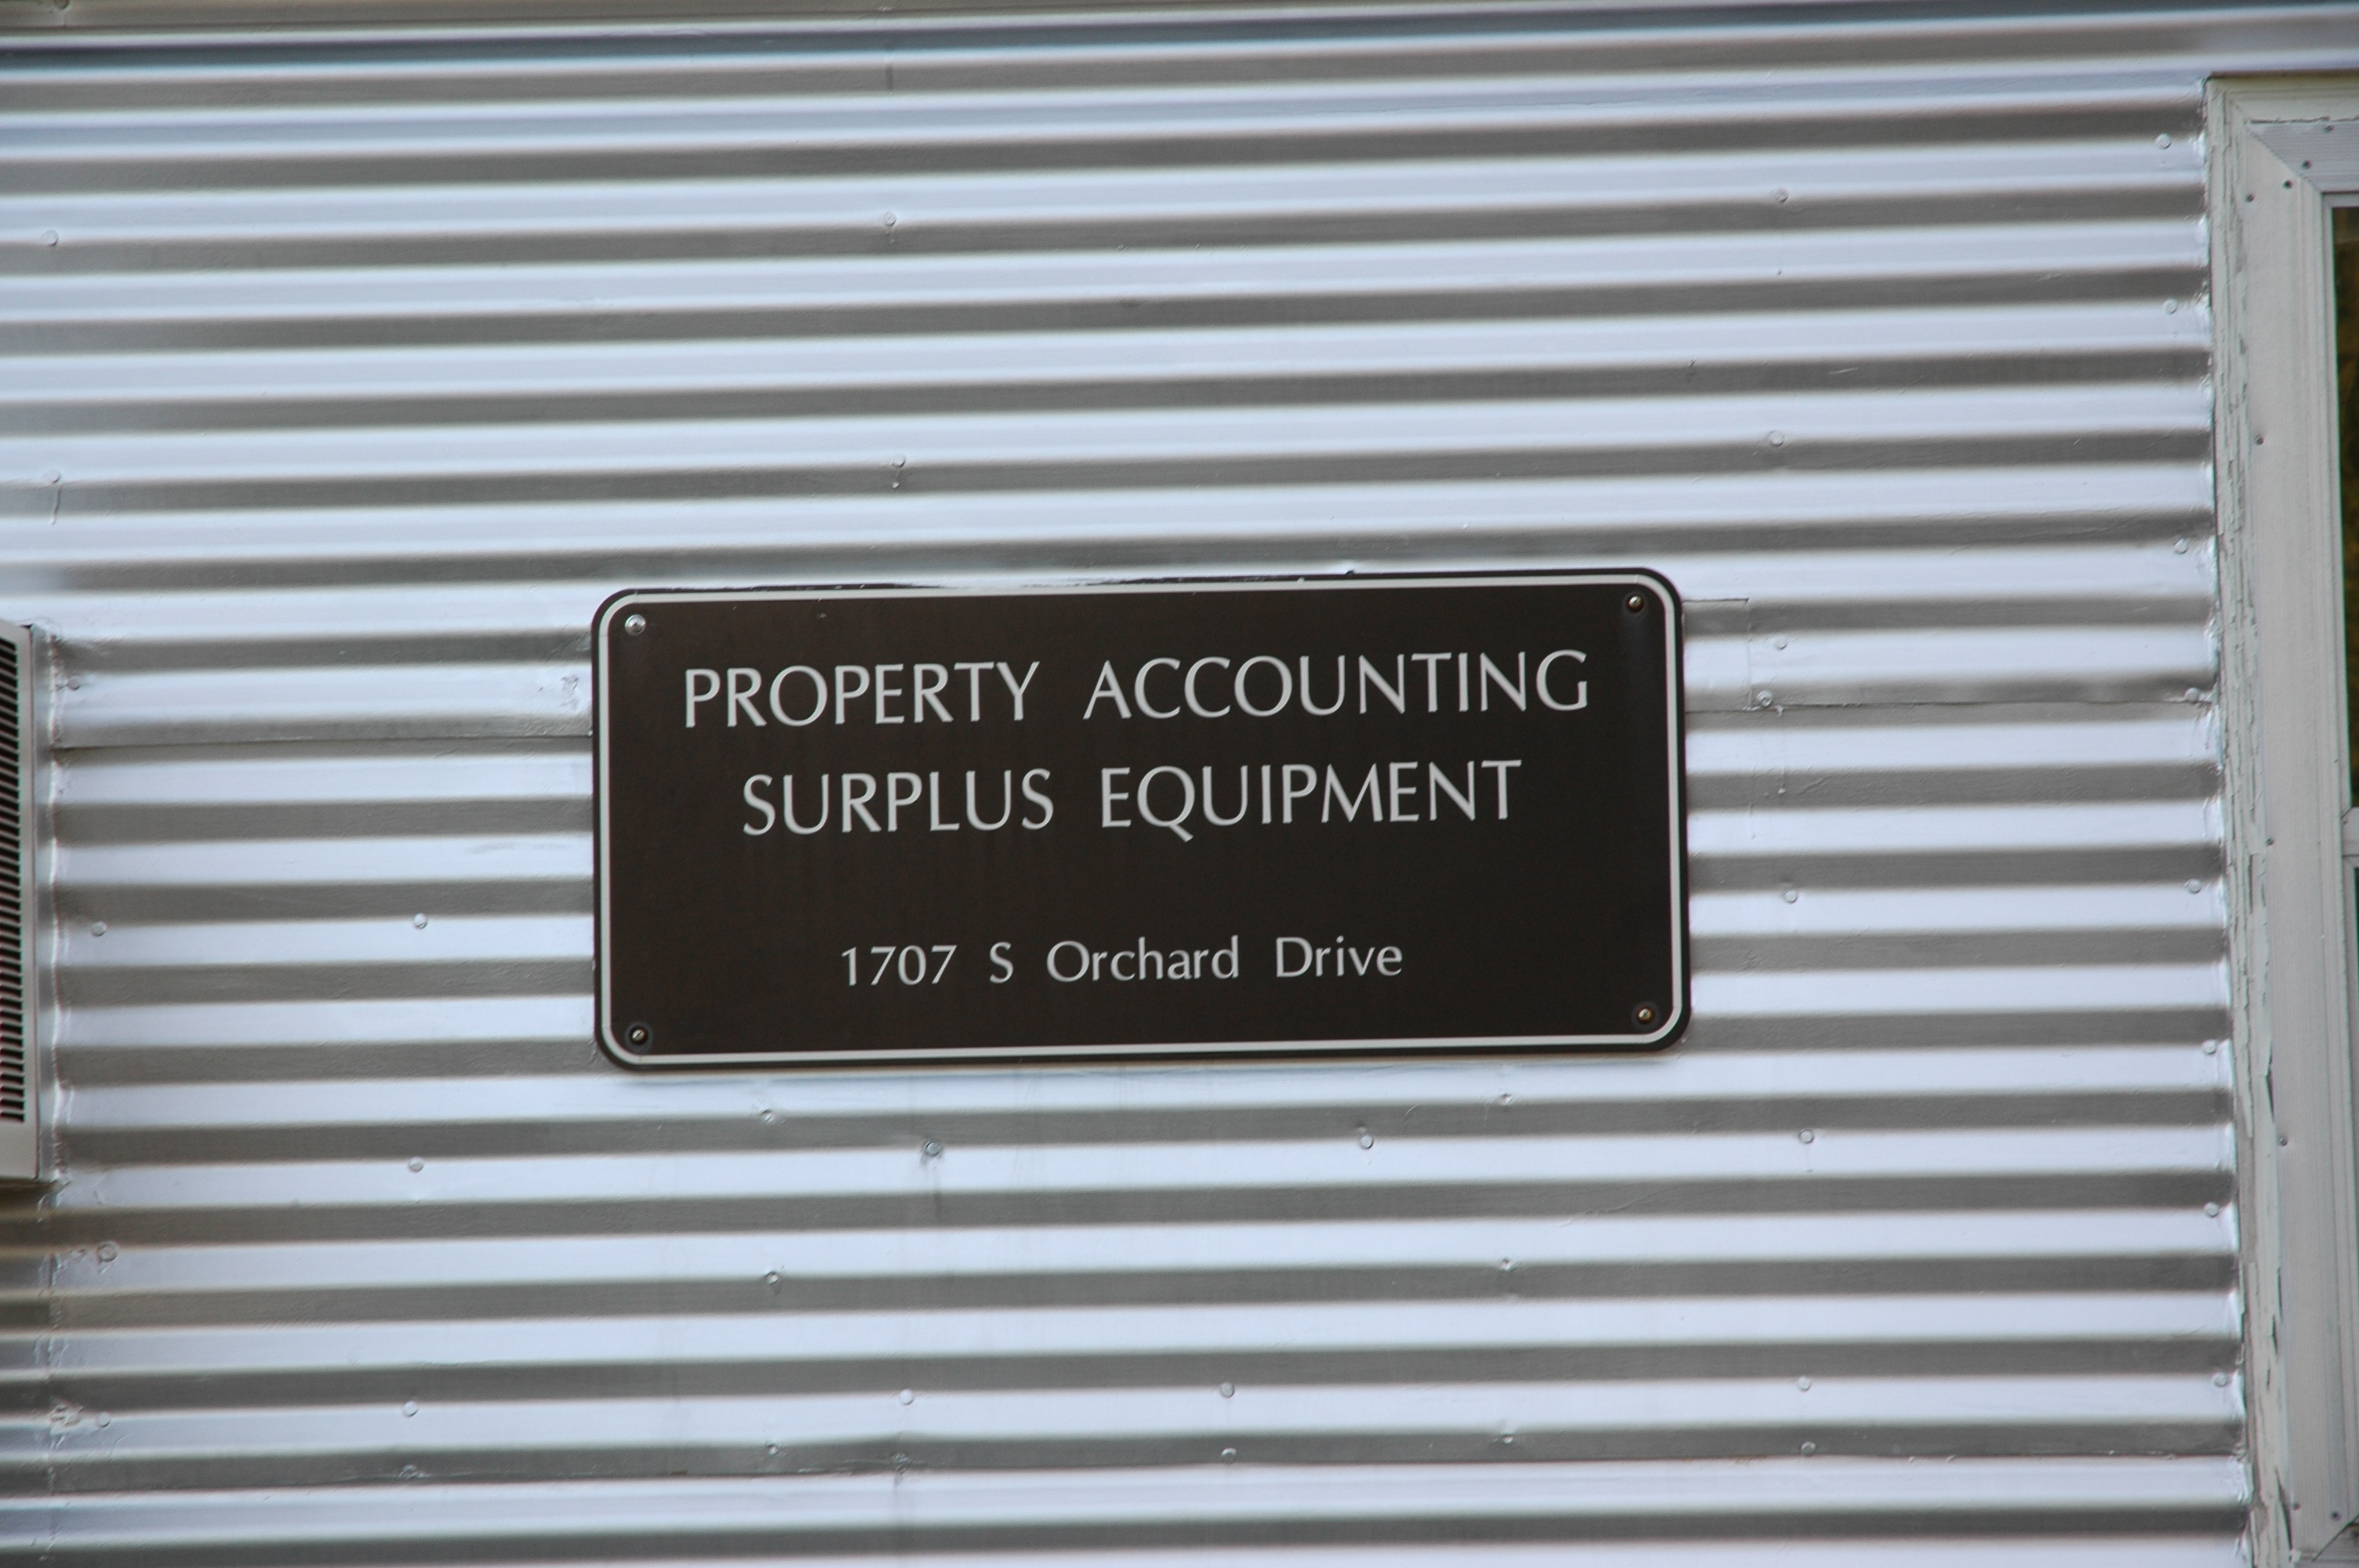 PROPERTY ACCOUNTING
SURPLUS EQUIPMENT
1707 S Orchard Drive